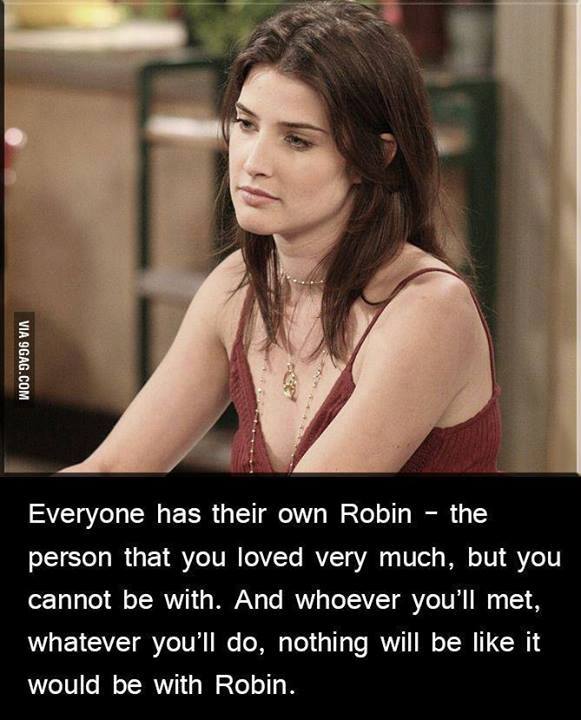 VIA 9GAG.COM
Everyone has their own Robin – the
person that you loved very much, but you
cannot be with. And whoever you'll met,
whatever you'll do, nothing will be like it
would be with Robin.